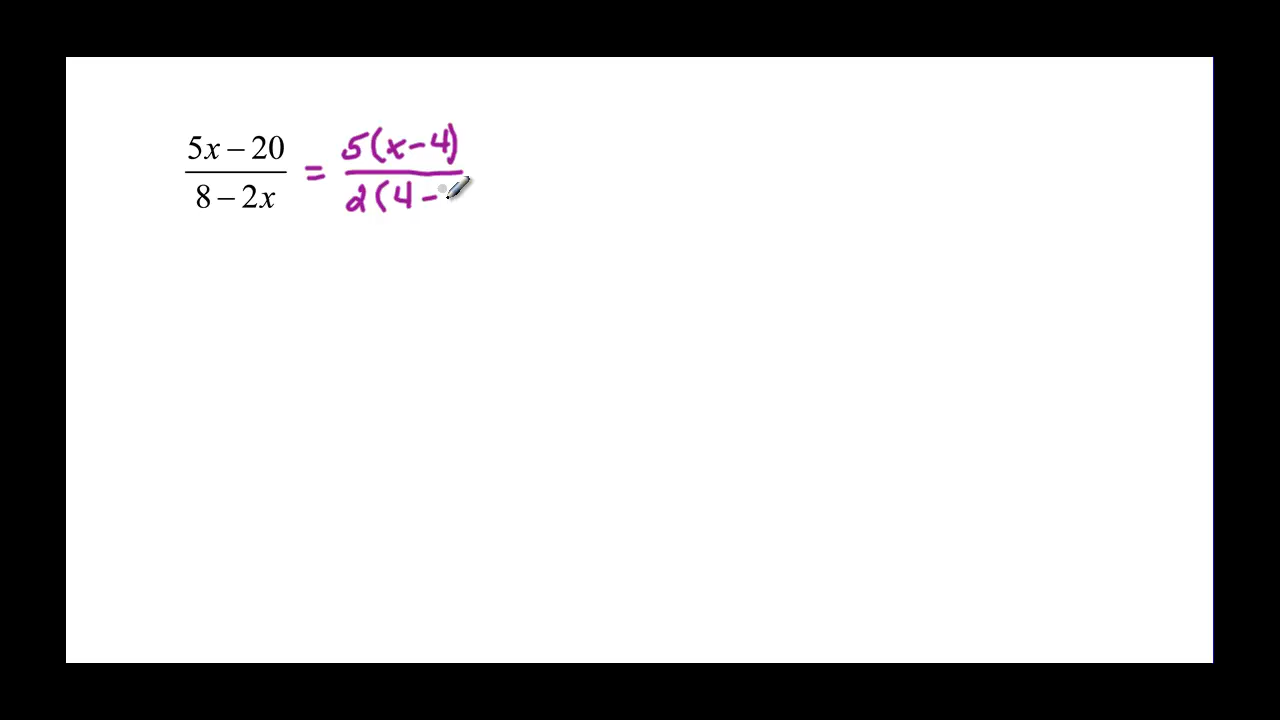 5x − 20 / 8 − 2x = 5(x − 4) / 2(4 −